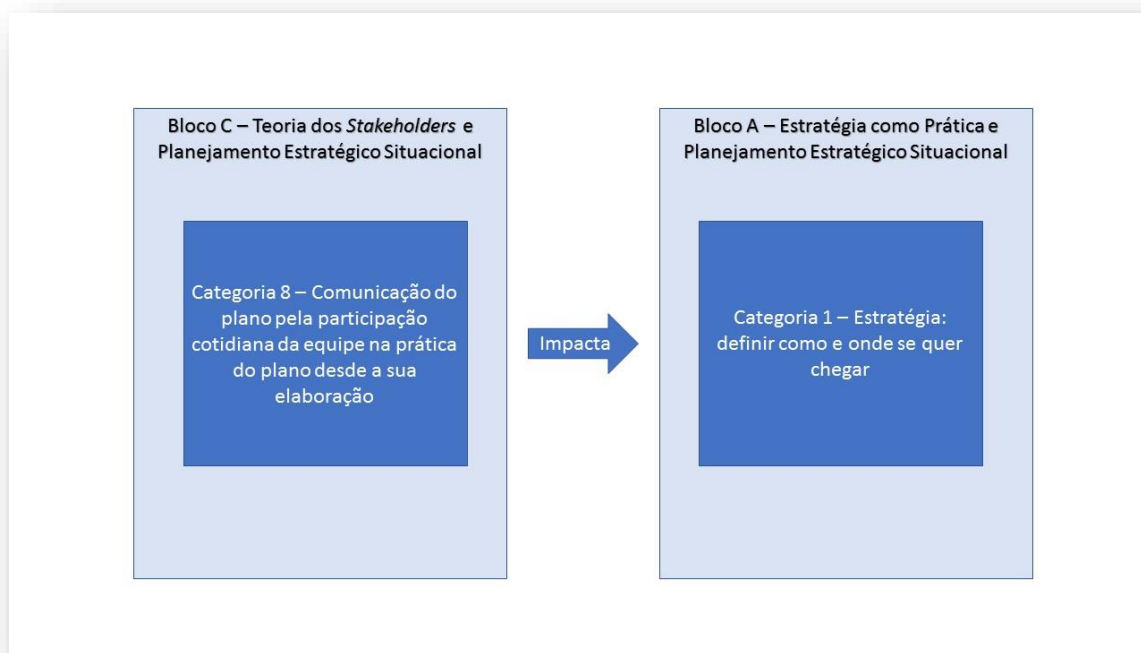 Bloco C – Teoria dos Stakeholders e
Planejamento Estratégico Situacional
Categoria 8 – Comunicação do
plano pela participação
cotidiana da equipe na prática
do plano desde a sua
elaboração
Impacta
Bloco A – Estratégia como Prática e
Planejamento Estratégico Situacional
Categoria 1 – Estratégia:
definir como e onde se quer
chegar